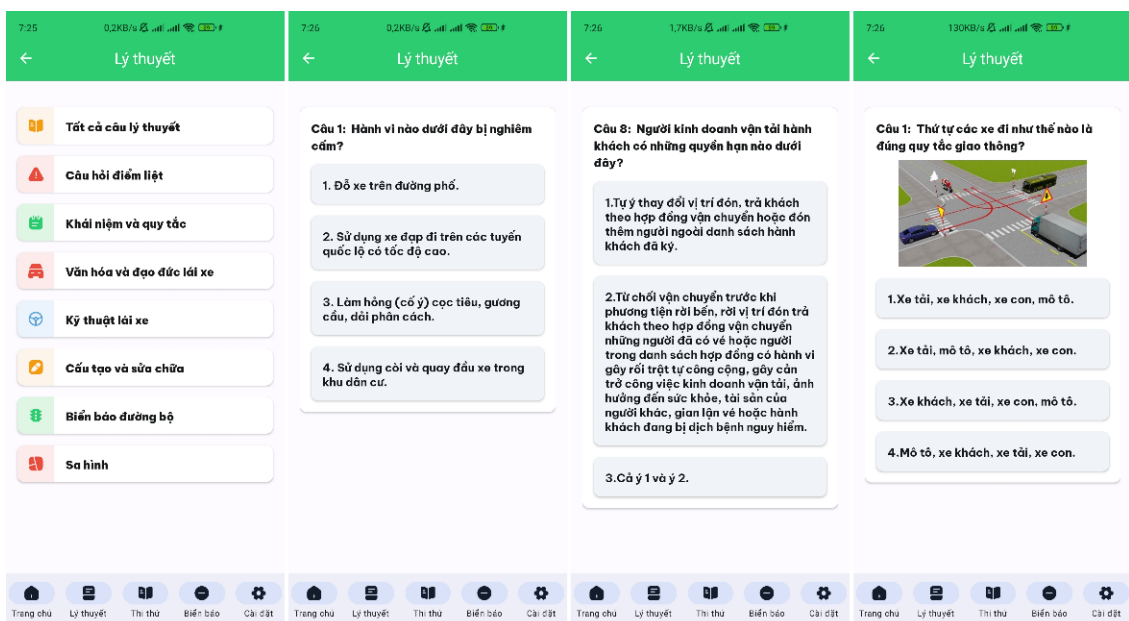 7:25
0,2KB/s
59
Lý thuyết
Tất cả câu lý thuyết
Câu hỏi điểm liệt
Khái niệm và quy tắc
Văn hóa và đạo đức lái xe
Kỹ thuật lái xe
Cấu tạo và sửa chữa
Biển báo đường bộ
Sa hình
Trang chủ Lý thuyết Thi thử Biển báo Cài đặt
7:26
0,2KB/s
59
Lý thuyết
Câu 1: Hành vi nào dưới đây bị nghiêm
cấm?
1. Đỗ xe trên đường phố.
2. Sử dụng xe đạp đi trên các tuyến
quốc lộ có tốc độ cao.
3. Làm hỏng (cố ý) cọc tiêu, gương
cầu, dải phân cách.
4. Sử dụng còi và quay đầu xe trong
khu dân cư.
Trang chủ Lý thuyết Thi thử Biển báo Cài đặt
7:26
1,7KB/s
59
Lý thuyết
Câu 8: Người kinh doanh vận tải hành
khách có những quyền hạn nào dưới
đây?
1.Tự ý thay đổi vị trí đón, trả khách
theo hợp đồng vận chuyển hoặc đón
thêm người ngoài danh sách hành
khách đã ký.
2.Từ chối vận chuyển trước khi
phương tiện rời bến, rời vị trí đón trả
khách theo hợp đồng vận chuyển
những người đã có vé hoặc người
trong danh sách hợp đồng có hành vi
gây rối trật tự công cộng, gây cản
trở công việc kinh doanh vận tải, ảnh
hưởng đến sức khỏe, tài sản của
người khác, gian lận vé hoặc hành
khách đang bị dịch bệnh nguy hiểm.
3.Cả ý 1 và ý 2.
Trang chủ Lý thuyết Thi thử Biển báo Cài đặt
7:26
130KB/s
59
Lý thuyết
Câu 1: Thứ tự các xe đi như thế nào là
đúng quy tắc giao thông?
1.Xe tải, xe khách, xe con, mô tô.
2.Xe tải, mô tô, xe khách, xe con.
3.Xe khách, xe tải, xe con, mô tô.
4.Mô tô, xe khách, xe tải, xe con.
Trang chủ Lý thuyết Thi thử Biển báo Cài đặt